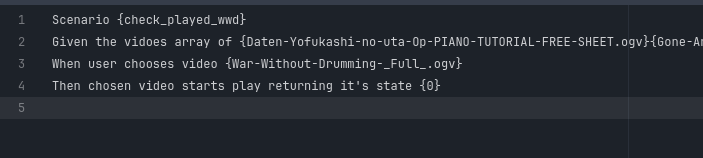 1 Scenario {check_played_wwd}
2 Given the vidoes array of {Daten-Yofukashi-no-uta-Op-PIANO-TUTORIAL-FREE-SHEET.ogv}{Gone-Ar
3 When user chooses video {War-Without-Drumming-_Full_.ogv}
4 Then chosen video starts play returning it's state {0}
5